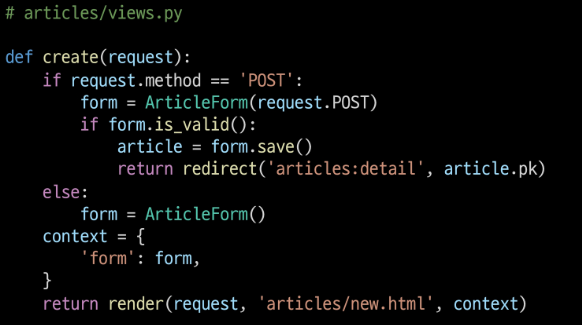 # articles/views.py

def create(request):
    if request.method == 'POST':
        form = ArticleForm(request.POST)
        if form.is_valid():
            article = form.save()
            return redirect('articles:detail', article.pk)
    else:
        form = ArticleForm()
    context = {
        'form': form,
    }
    return render(request, 'articles/new.html', context)